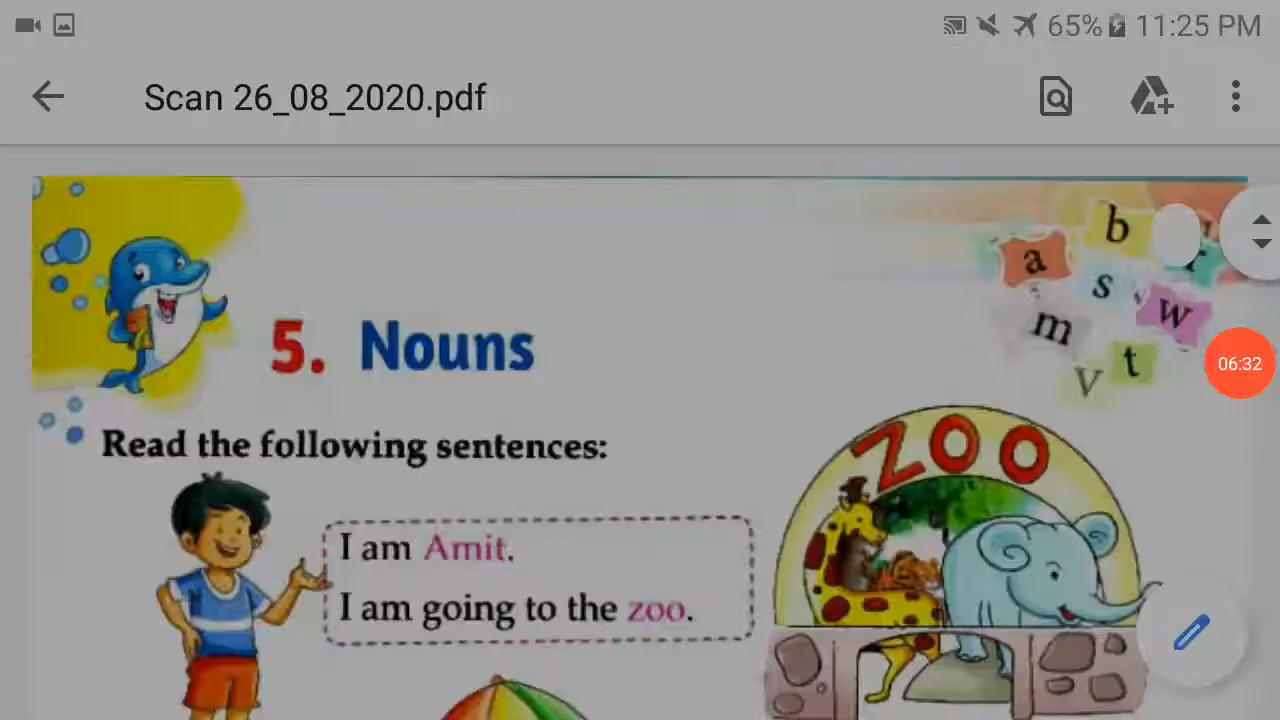 65% 11:25 PM
Scan 26_08_2020.pdf
b
a
s
w
m
t
v
06:32
5. Nouns
Read the following sentences:
ZOO
I am Amit.
I am going to the zoo.